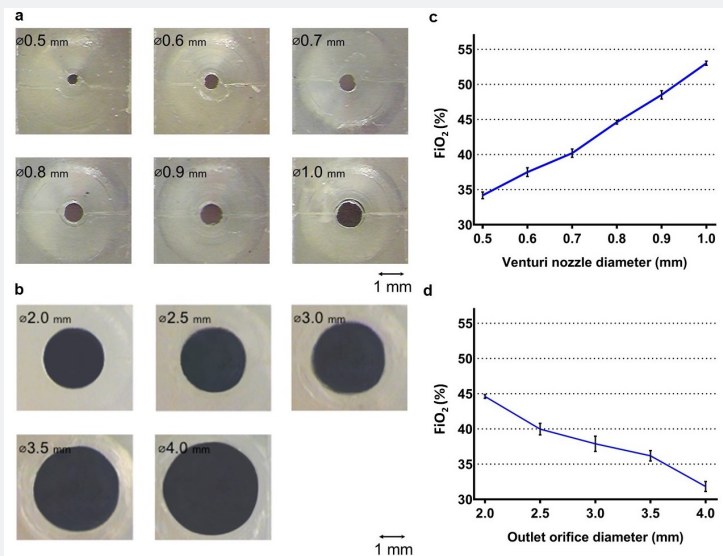 a
⌀0.5 mm
⌀0.6 mm
⌀0.7 mm
⌀0.8 mm
⌀0.9 mm
⌀1.0 mm
1 mm
b
⌀2.0 mm
⌀2.5 mm
⌀3.0 mm
⌀3.5 mm
⌀4.0 mm
1 mm
c
FiO₂ (%)
55
50
45
40
35
30
0.5 0.6 0.7 0.8 0.9 1.0
Venturi nozzle diameter (mm)
d
FiO₂ (%)
55
50
45
40
35
30
2.0 2.5 3.0 3.5 4.0
Outlet orifice diameter (mm)